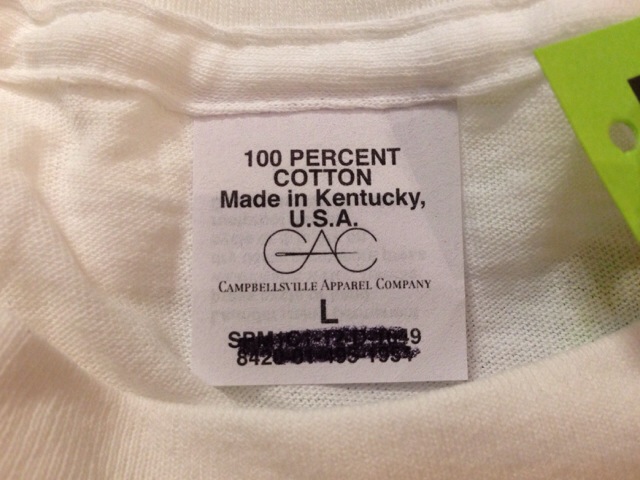 100 PERCENT
COTTON
Made in Kentucky,
U.S.A.
CAC
CAMPBELLSVILLE APPAREL COMPANY
L